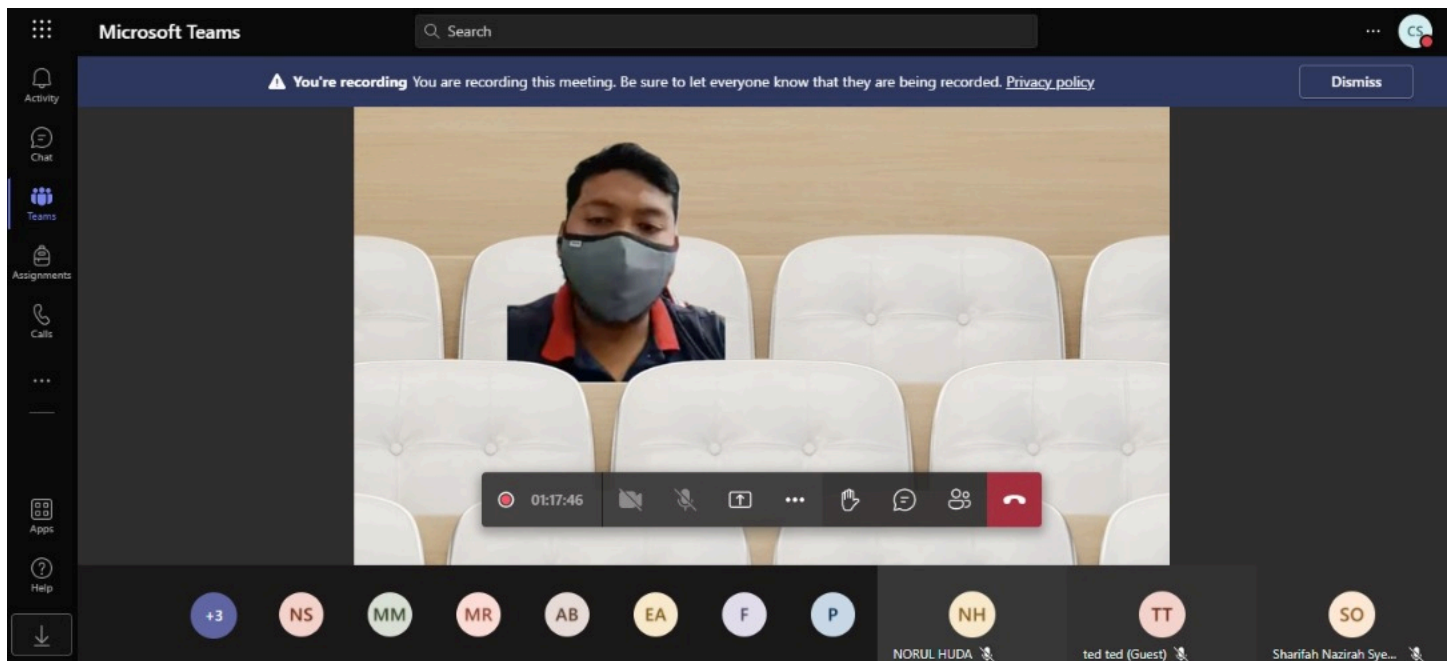 Microsoft Teams
Search
CS
Activity
Chat
Teams
Assignments
Calls
Apps
Help
You're recording You are recording this meeting. Be sure to let everyone know that they are being recorded. Privacy policy
Dismiss
01:17:46
+3
NS
MM
MR
AB
EA
F
P
NH
NORUL HUDA
TT
ted ted (Guest)
SO
Sharifah Nazirah Sye...